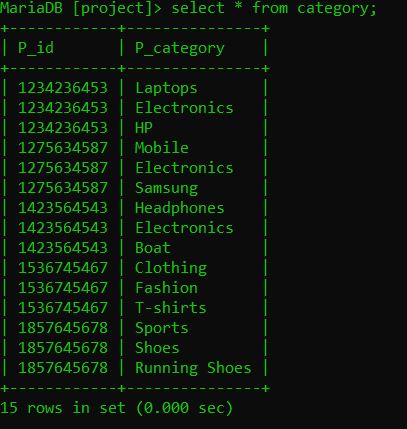 MariaDB [project]> select * from category;
+------------+---------------+
| P_id       | P_category    |
+------------+---------------+
| 1234236453 | Laptops       |
| 1234236453 | Electronics   |
| 1234236453 | HP            |
| 1275634587 | Mobile        |
| 1275634587 | Electronics   |
| 1275634587 | Samsung       |
| 1423564543 | Headphones    |
| 1423564543 | Electronics   |
| 1423564543 | Boat          |
| 1536745467 | Clothing      |
| 1536745467 | Fashion       |
| 1536745467 | T-shirts      |
| 1857645678 | Sports        |
| 1857645678 | Shoes         |
| 1857645678 | Running Shoes |
+------------+---------------+
15 rows in set (0.000 sec)